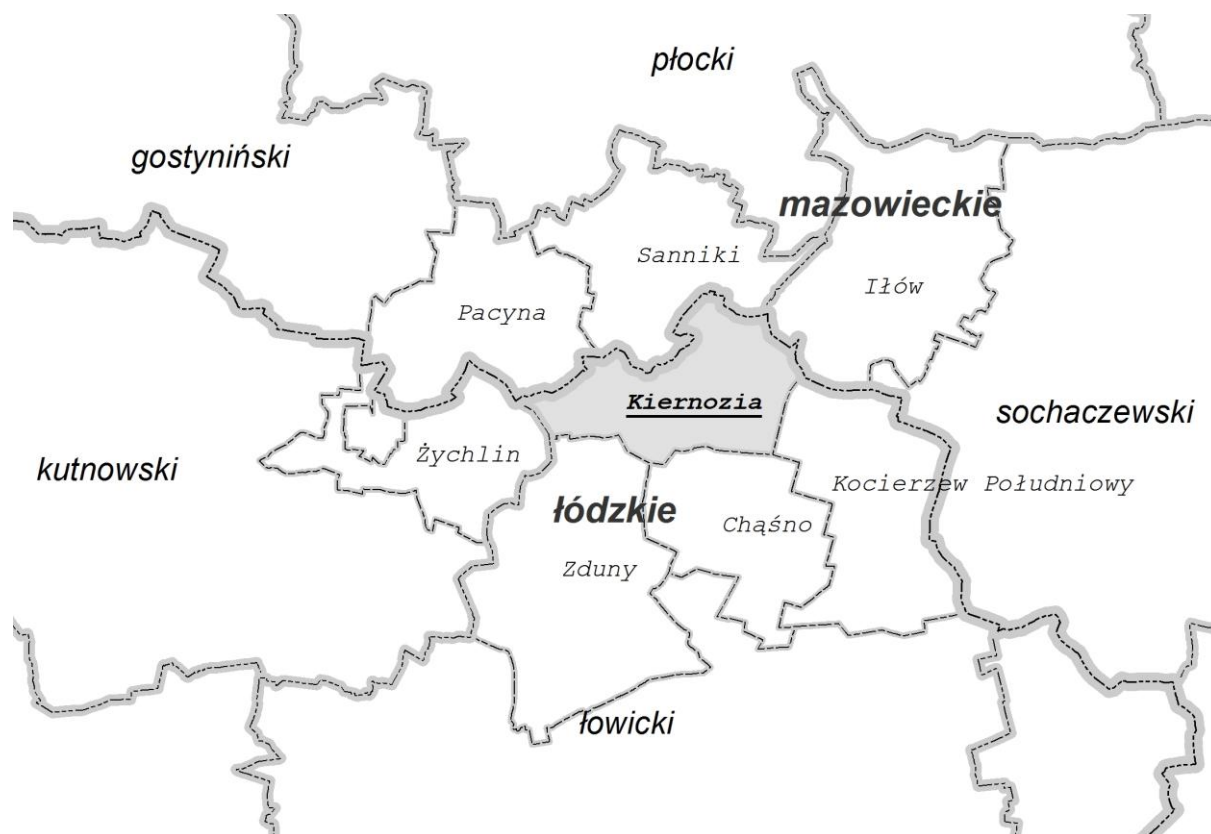 płocki
gostyniński
mazowieckie
Sanniki
Iłów
Pacyna
Kiernozia
sochaczewski
Żychlin
kutnowski
Kocierzew Południowy
łódzkie
Chąśno
Zduny
łowicki